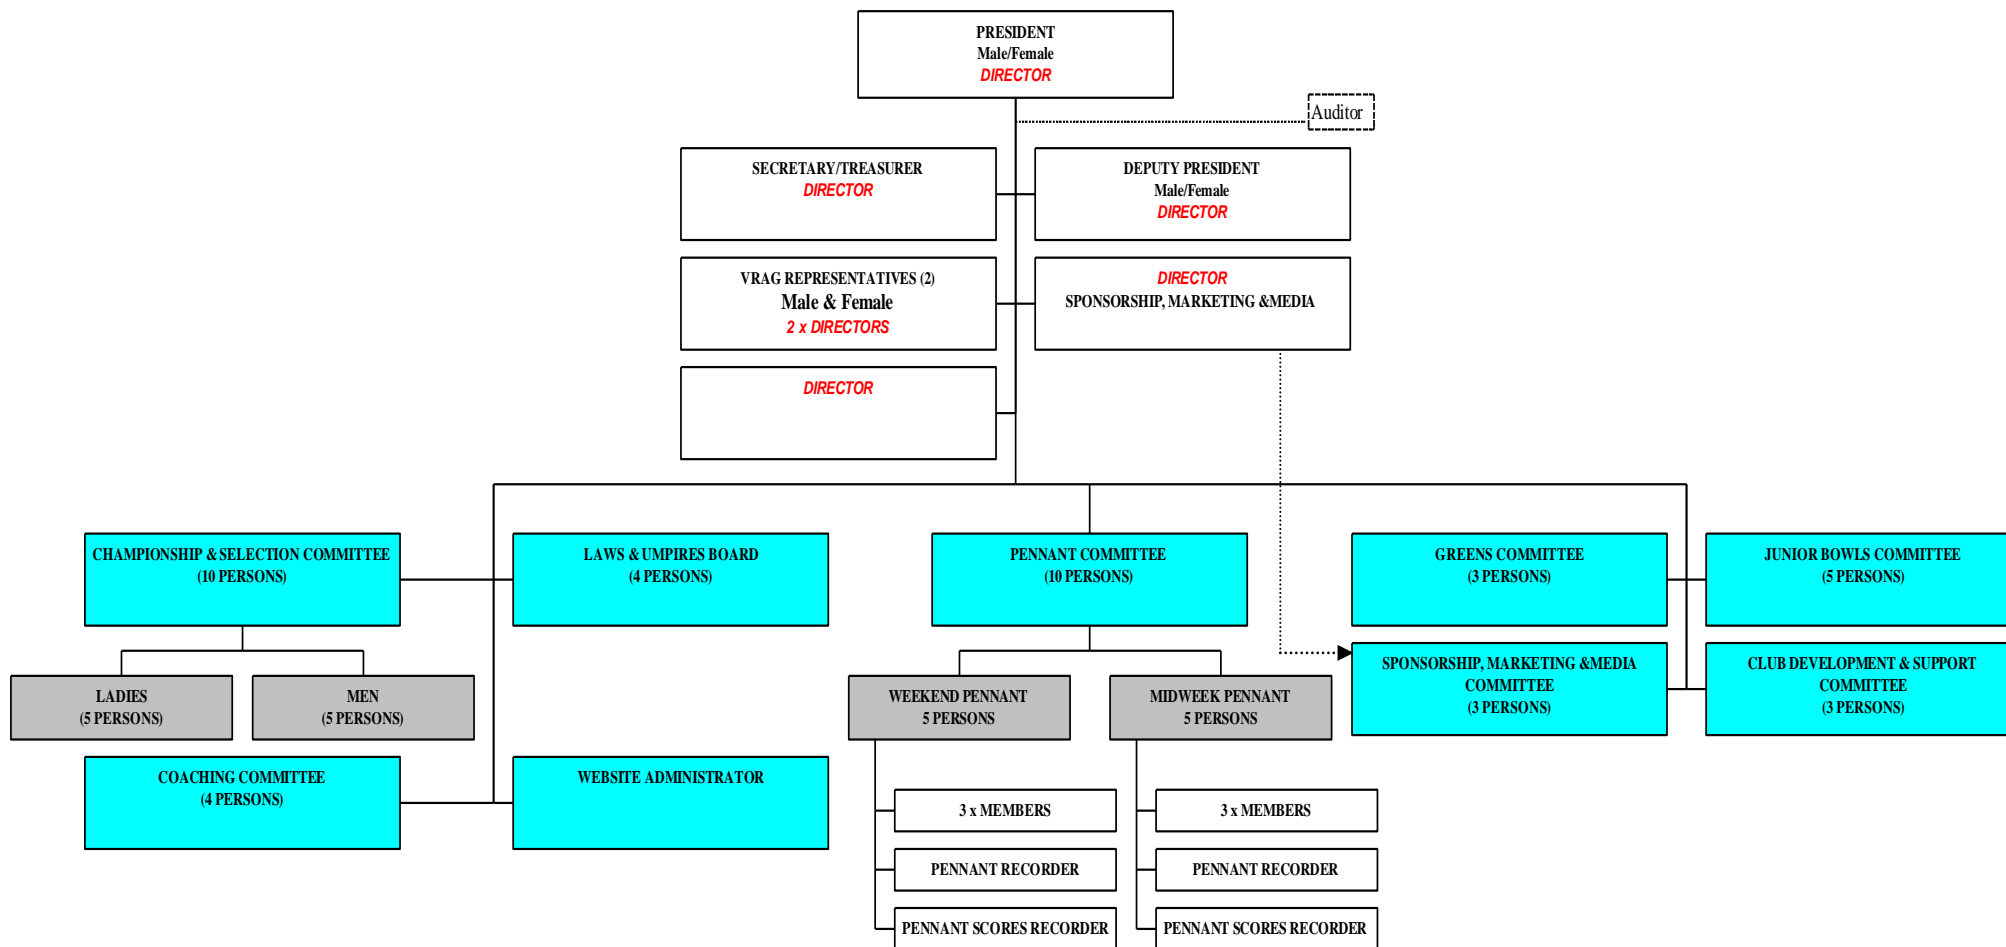 PRESIDENT
Male/Female
DIRECTOR
Auditor
SECRETARY/TREASURER
DIRECTOR
DEPUTY PRESIDENT
Male/Female
DIRECTOR
VRAG REPRESENTATIVES (2)
Male & Female
2 x DIRECTORS
DIRECTOR
SPONSORSHIP, MARKETING &MEDIA
DIRECTOR
CHAMPIONSHIP & SELECTION COMMITTEE
(10 PERSONS)
LAWS & UMPIRES BOARD
(4 PERSONS)
PENNANT COMMITTEE
(10 PERSONS)
GREENS COMMITTEE
(3 PERSONS)
JUNIOR BOWLS COMMITTEE
(5 PERSONS)
LADIES
(5 PERSONS)
MEN
(5 PERSONS)
WEEKEND PENNANT
5 PERSONS
MIDWEEK PENNANT
5 PERSONS
SPONSORSHIP, MARKETING &MEDIA
COMMITTEE
(3 PERSONS)
CLUB DEVELOPMENT & SUPPORT
COMMITTEE
(3 PERSONS)
COACHING COMMITTEE
(4 PERSONS)
WEBSITE ADMINISTRATOR
3 x MEMBERS
PENNANT RECORDER
PENNANT SCORES RECORDER
3 x MEMBERS
PENNANT RECORDER
PENNANT SCORES RECORDER